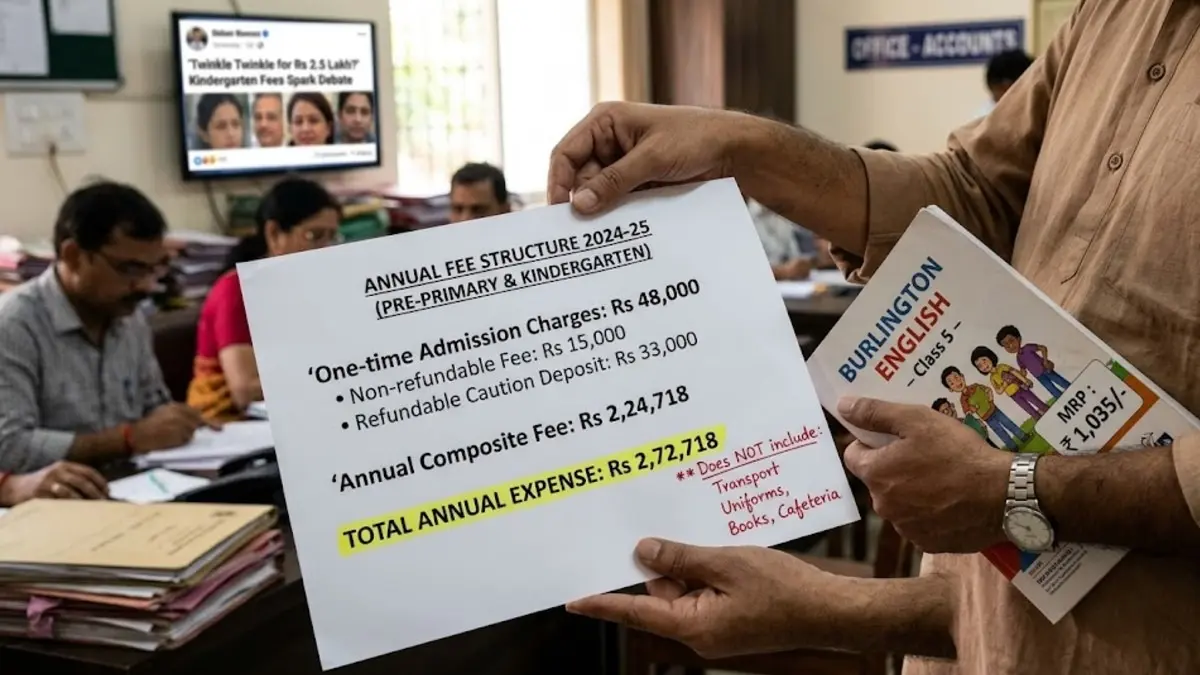 'Twinkle Twinkle for Rs 2.5 Lakh?'
Kindergarten Fees Spark Debate
OFFICE - ACCOUNTS
ANNUAL FEE STRUCTURE 2024-25
(PRE-PRIMARY & KINDERGARTEN)
'One-time Admission Charges: Rs 48,000
• Non-refundable Fee: Rs 15,000
• Refundable Caution Deposit: Rs 33,000
'Annual Composite Fee: Rs 2,24,718
TOTAL ANNUAL EXPENSE: Rs 2,72,718
** Does NOT include:
Transport
Uniforms,
Books, Cafeteria
BURLINGTON
ENGLISH
– Class 5 –
MRP :
₹ 1,035/-